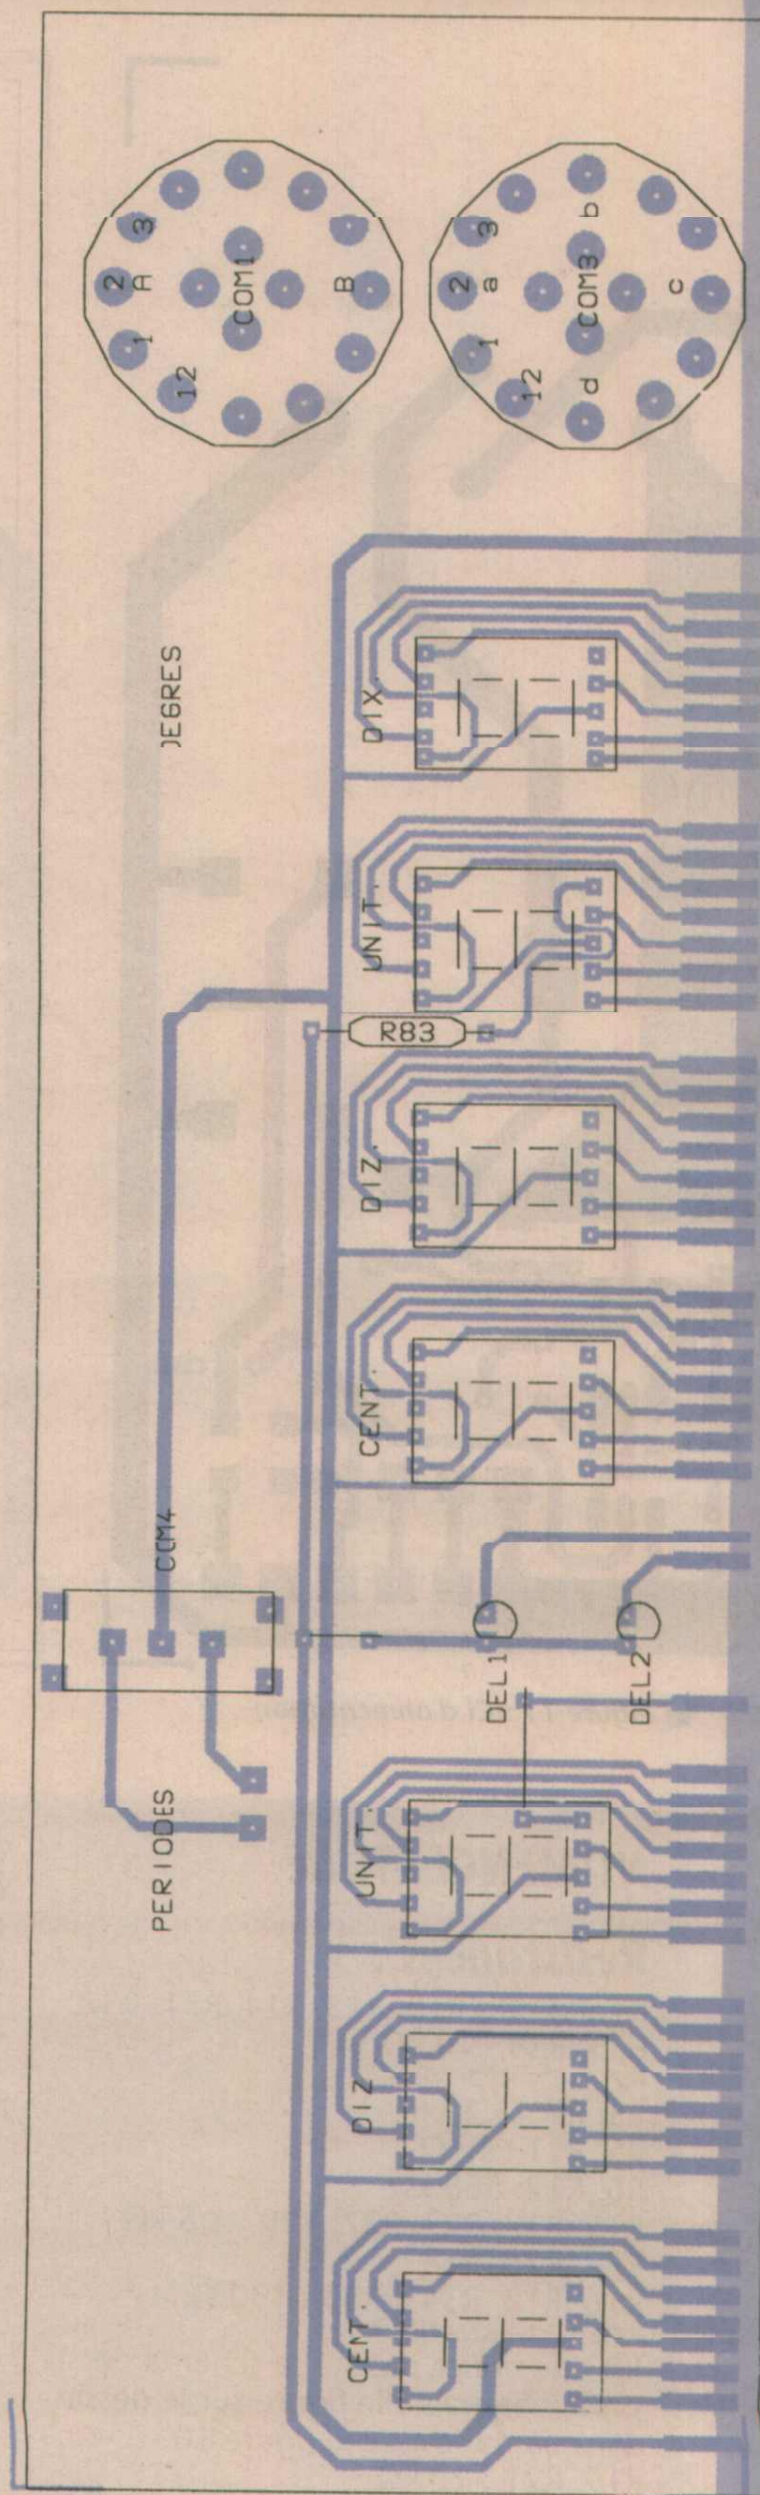 3
2
A
1
12
COM1
B
3
2
a
1
12
b
COM3
c
d
DEGRES
DIX.
UNIT.
R83
DIZ.
CENT.
COM4
DEL1
DEL2
PERIODES
UNIT.
DIZ
CENT.